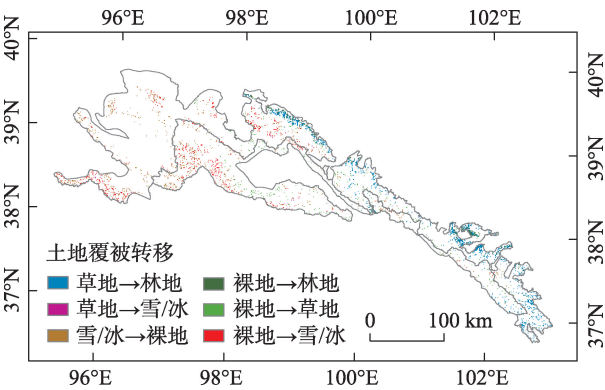 96°E 98°E 100°E 102°E
40°N 40°N
39°N 39°N
38°N 38°N
37°N 37°N
土地覆被转移
草地→林地 裸地→林地
草地→雪/冰 裸地→草地
雪/冰→裸地 裸地→雪/冰
0 100 km
96°E 98°E 100°E 102°E